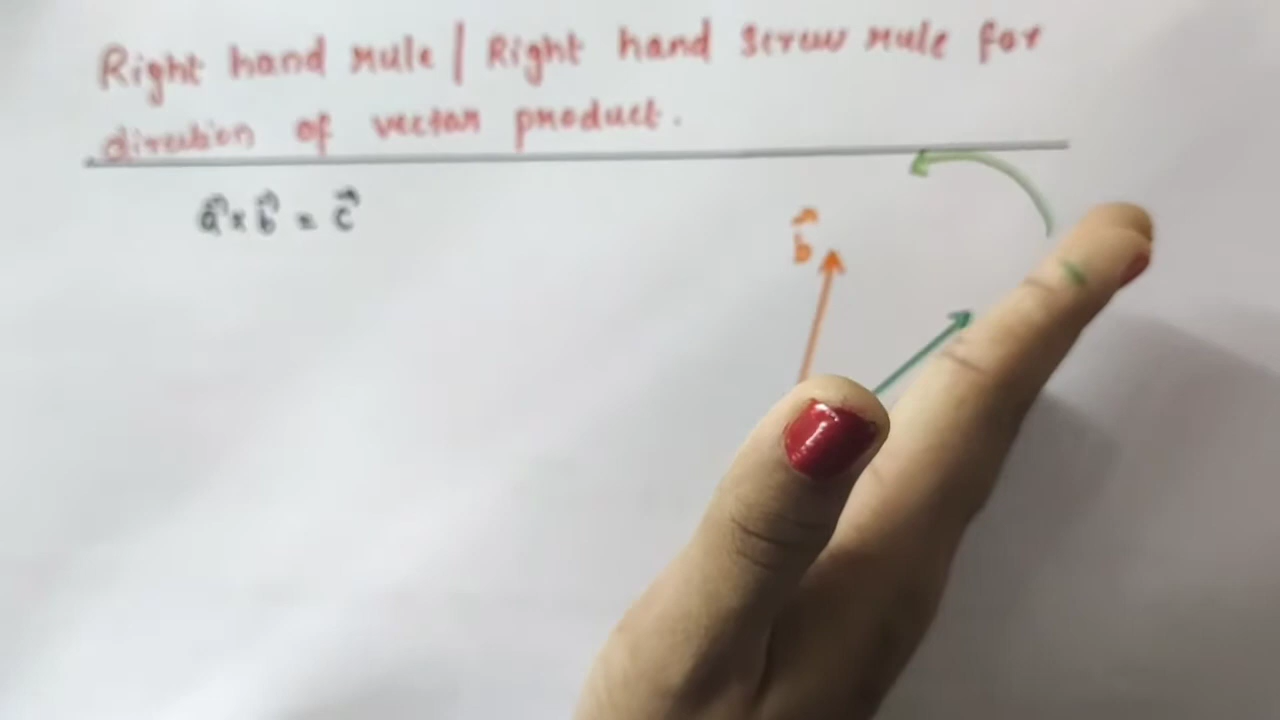 Right hand rule | Right hand screw rule for
direction of vector product.
a⃗ × b⃗ = c⃗
b⃗